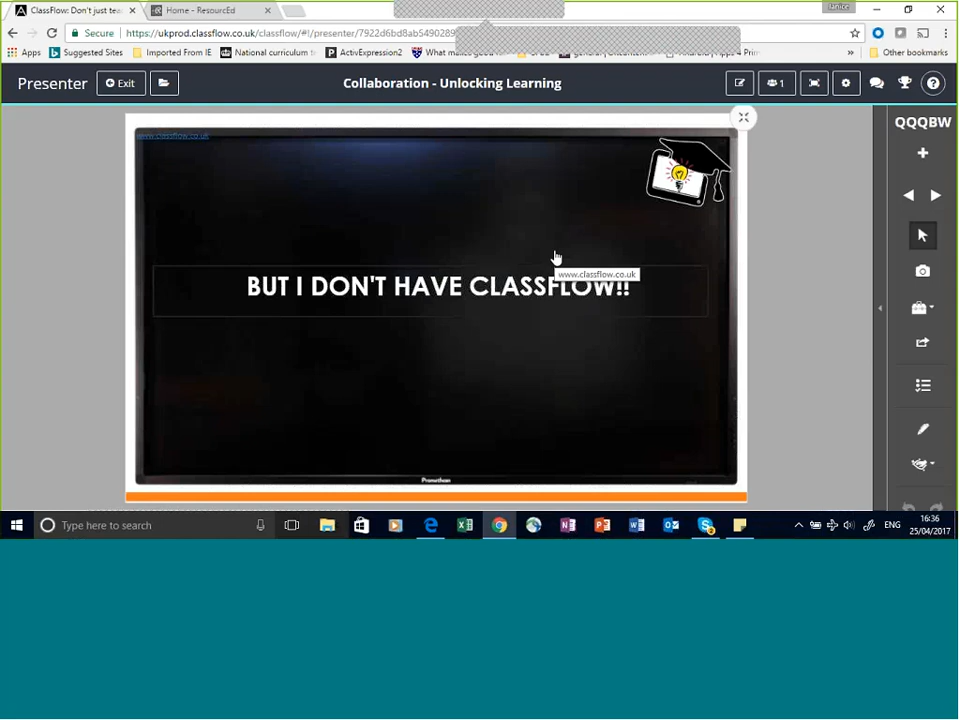 ClassFlow: Don't just tea
Home - ResourcEd
Secure
https://ukprod.classflow.co.uk/classflow/#!/presenter/7922d6bd8ab5490289
Apps
Suggested Sites
Imported From IE
National curriculum
ActivExpression2
What makes
» Other bookmarks
Presenter
Exit
Collaboration - Unlocking Learning
1
?
QQQBW
www.classflow.co.uk
BUT I DON'T HAVE CLASSFLOW!!
www.classflow.co.uk
Promethean
Type here to search
ENG
16:36
25/04/2017